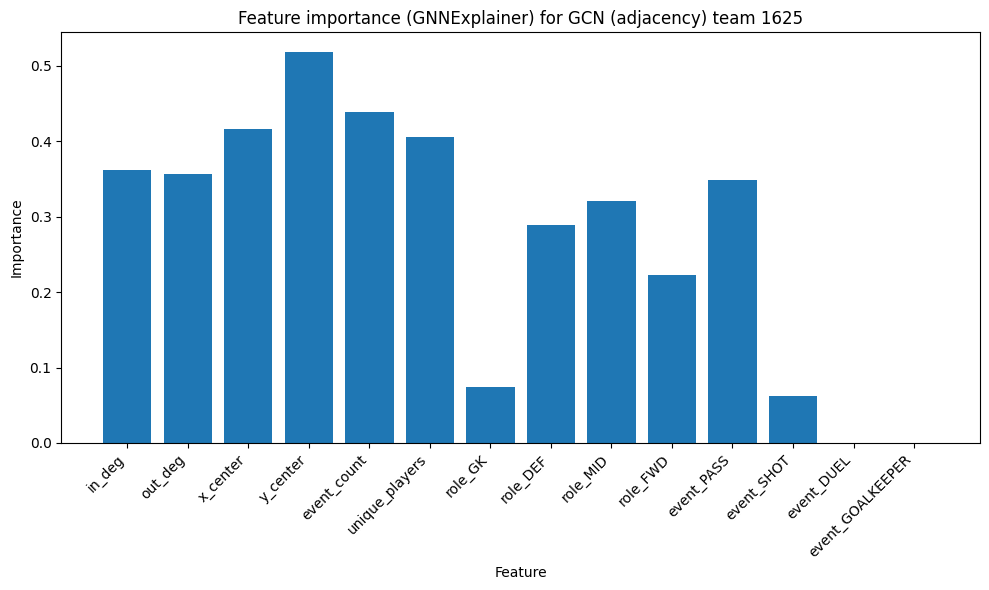 Feature importance (GNNExplainer) for GCN (adjacency) team 1625
Importance
0.5
0.4
0.3
0.2
0.1
0.0
in_deg
out_deg
x_center
y_center
event_count
unique_players
role_GK
role_DEF
role_MID
role_FWD
event_PASS
event_SHOT
event_DUEL
event_GOALKEEPER
Feature